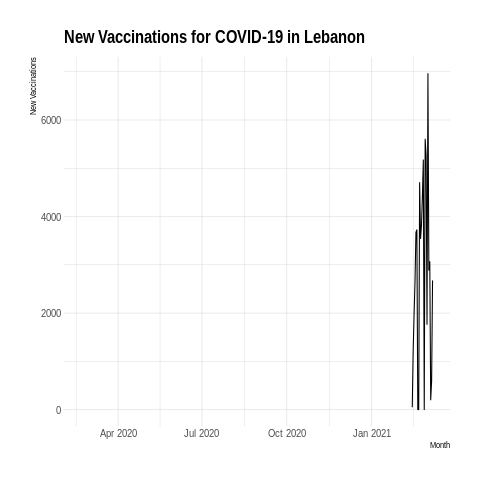 New Vaccinations for COVID-19 in Lebanon
New Vaccinations
6000
4000
2000
0
Apr 2020
Jul 2020
Oct 2020
Jan 2021
Month